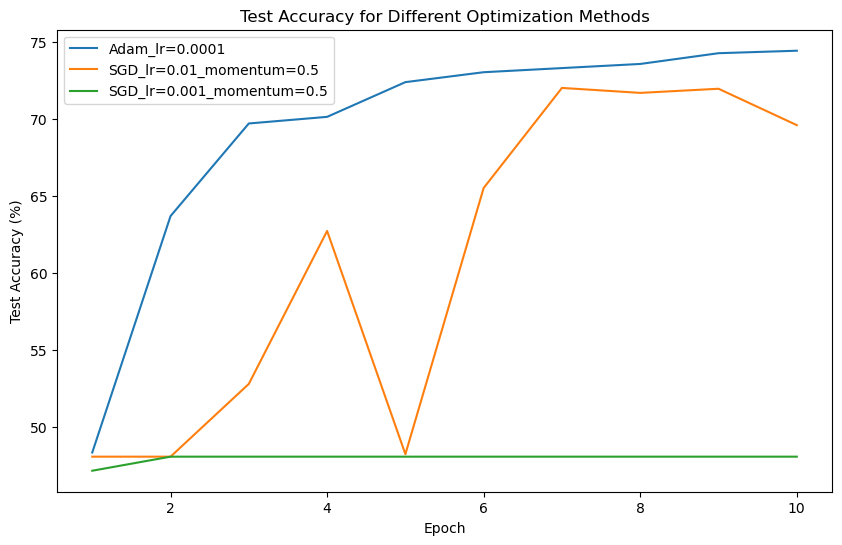 Test Accuracy for Different Optimization Methods
Adam_lr=0.0001
SGD_lr=0.01_momentum=0.5
SGD_lr=0.001_momentum=0.5
75
70
65
60
55
50
Test Accuracy (%)
2 4 6 8 10
Epoch